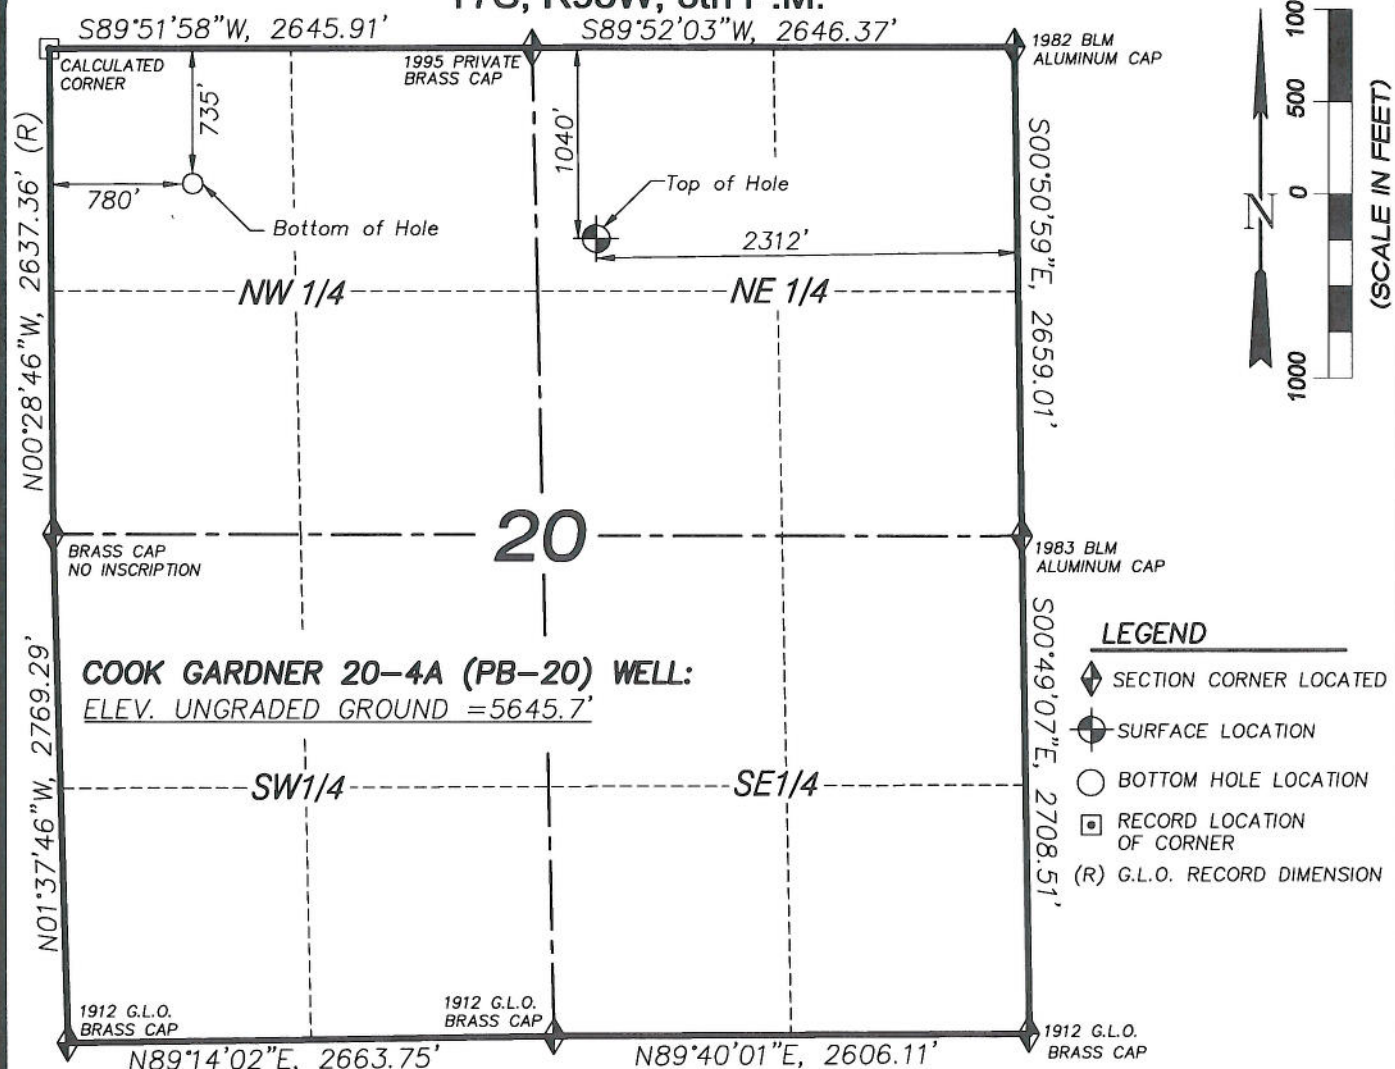 S89°51'58"W, 2645.91'
S89°52'03"W, 2646.37'
CALCULATED
CORNER
1995 PRIVATE
BRASS CAP
1982 BLM
ALUMINUM CAP
735'
1040'
780'
Bottom of Hole
Top of Hole
2312'
N00°28'46"W, 2637.36' (R)
S00°50'59"E, 2659.01'
NW 1/4
NE 1/4
N
500
0
1000
(SCALE IN FEET)
20
BRASS CAP
NO INSCRIPTION
1983 BLM
ALUMINUM CAP
COOK GARDNER 20-4A (PB-20) WELL:
ELEV. UNGRADED GROUND =5645.7'
N01°37'46"W, 2769.29'
S00°49'07"E, 2708.51'
SW1/4
SE1/4
LEGEND
SECTION CORNER LOCATED
SURFACE LOCATION
BOTTOM HOLE LOCATION
RECORD LOCATION
OF CORNER
(R) G.L.O. RECORD DIMENSION
1912 G.L.O.
BRASS CAP
1912 G.L.O.
BRASS CAP
1912 G.L.O.
BRASS CAP
N89°14'02"E, 2663.75'
N89°40'01"E, 2606.11'